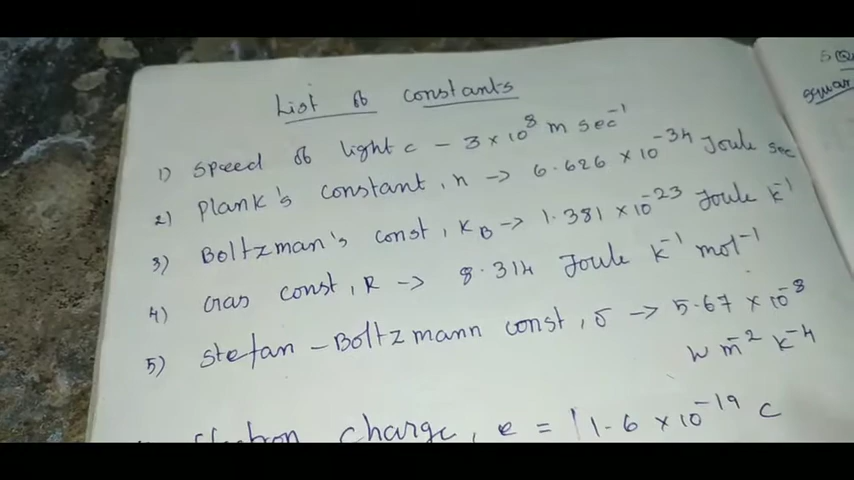 List of constants
1) Speed of light c – 3 × 10⁸ m sec⁻¹
2) Plank's constant, h → 6.626 × 10⁻³⁴ Joule sec
3) Boltzman's const, K_B → 1.381 × 10⁻²³ Joule K⁻¹
4) Gas const, R → 8.314 Joule K⁻¹ mol⁻¹
5) Stefan – Boltzmann const, σ → 5.67 × 10⁻⁸
W m⁻² K⁻⁴
Electron charge, e = 1.6 × 10⁻¹⁹ C